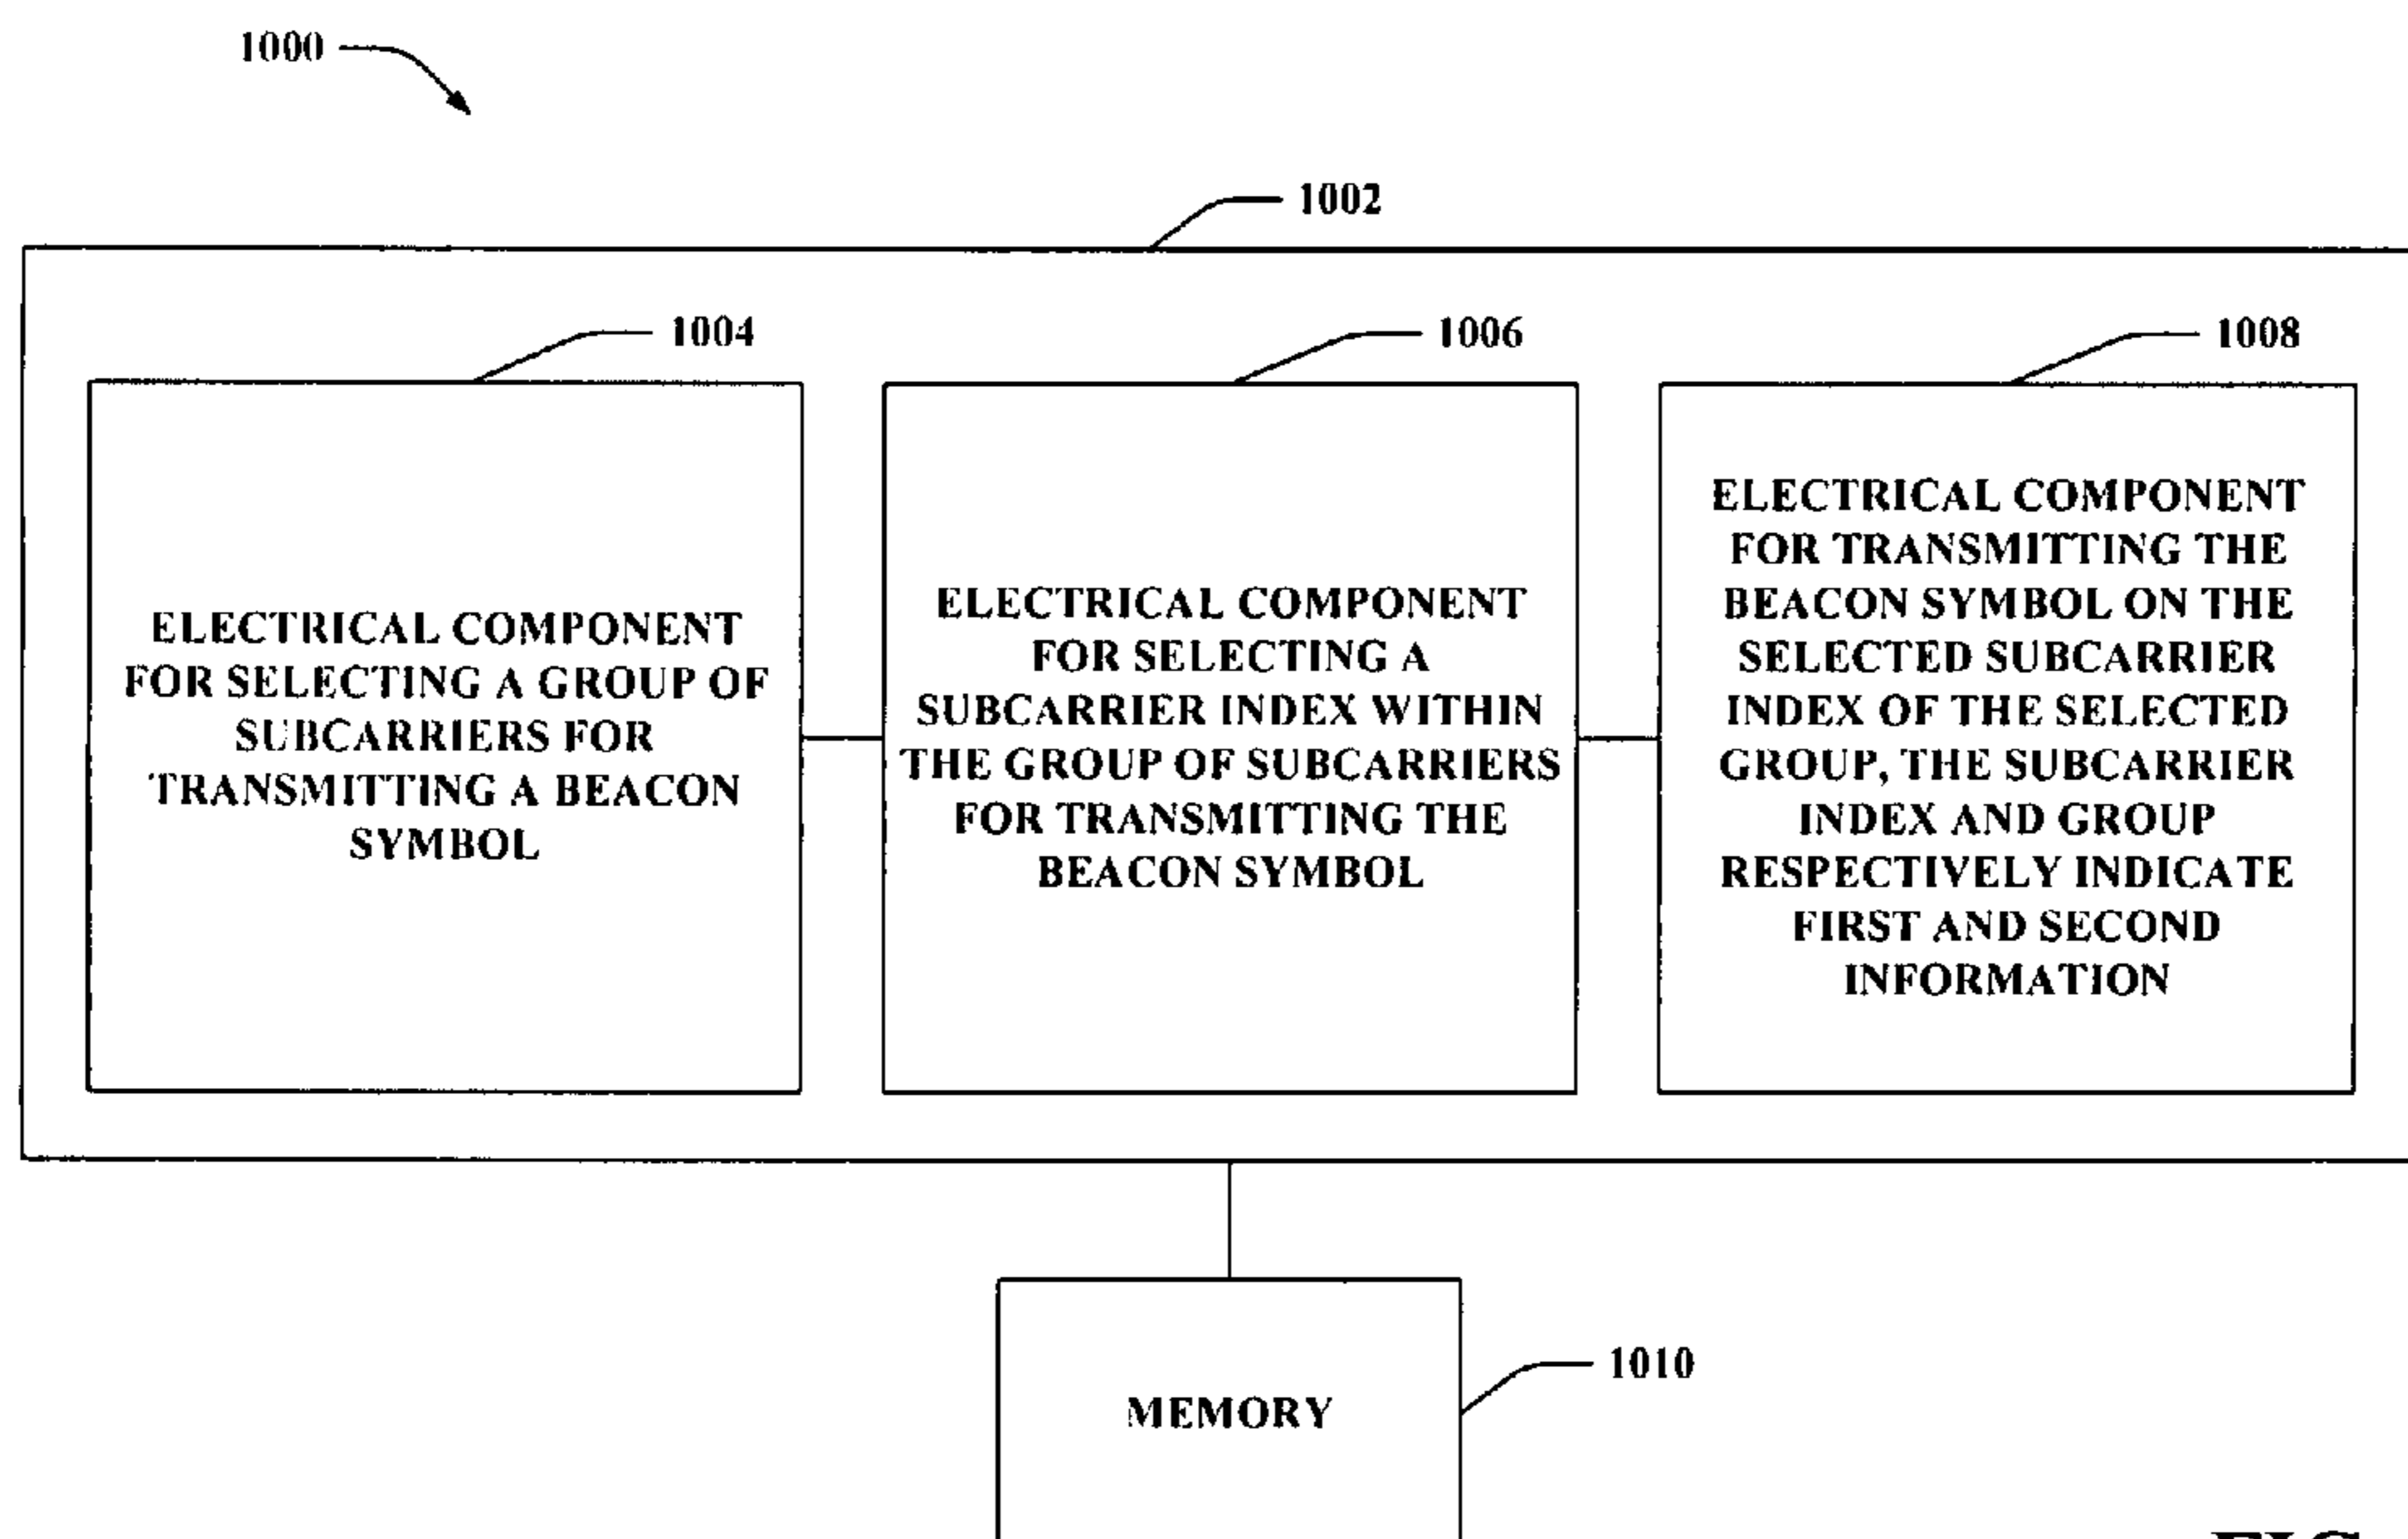 1000
1002
1004
1006
1008
ELECTRICAL COMPONENT
FOR SELECTING A GROUP OF
SUBCARRIERS FOR
TRANSMITTING A BEACON
SYMBOL
ELECTRICAL COMPONENT
FOR SELECTING A
SUBCARRIER INDEX WITHIN
THE GROUP OF SUBCARRIERS
FOR TRANSMITTING THE
BEACON SYMBOL
ELECTRICAL COMPONENT
FOR TRANSMITTING THE
BEACON SYMBOL ON THE
SELECTED SUBCARRIER
INDEX OF THE SELECTED
GROUP, THE SUBCARRIER
INDEX AND GROUP
RESPECTIVELY INDICATE
FIRST AND SECOND
INFORMATION
1010
MEMORY